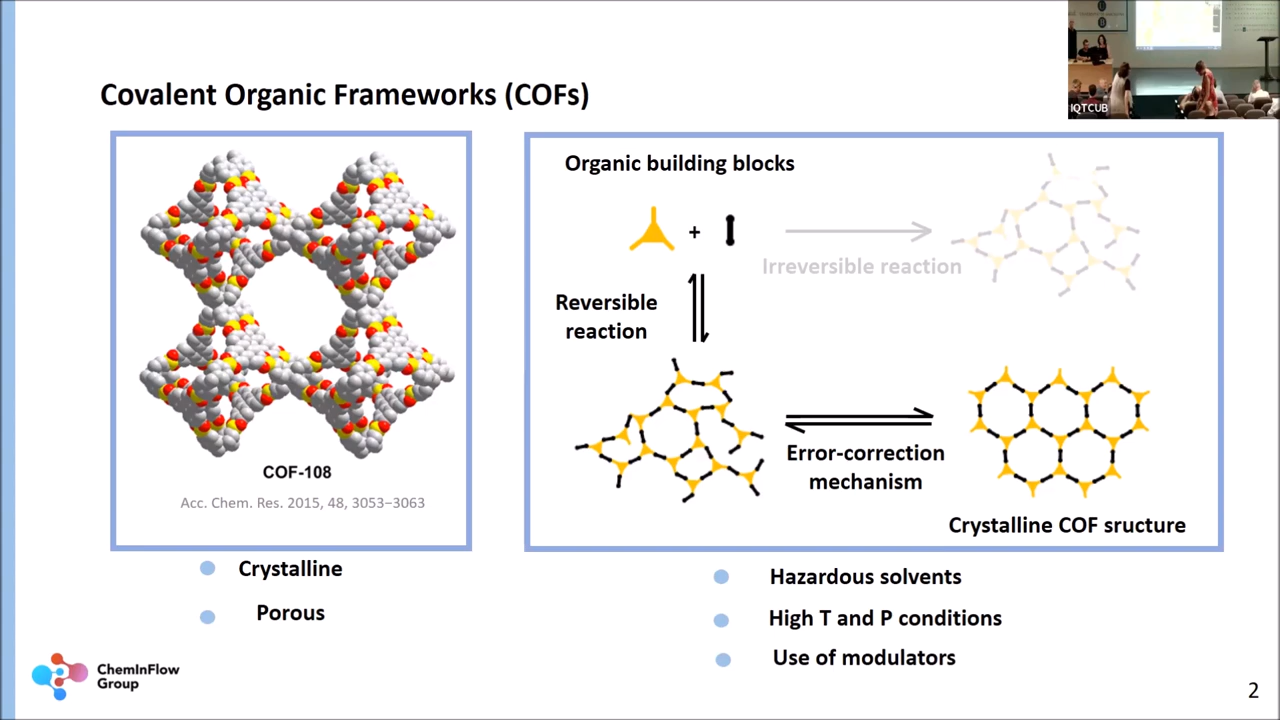 Covalent Organic Frameworks (COFs)
IQTCUB
COF-108
Acc. Chem. Res. 2015, 48, 3053−3063
Crystalline
Porous
Organic building blocks
+
Irreversible reaction
Reversible
reaction
Error-correction
mechanism
Crystalline COF sructure
Hazardous solvents
High T and P conditions
Use of modulators
ChemInFlow
Group
2